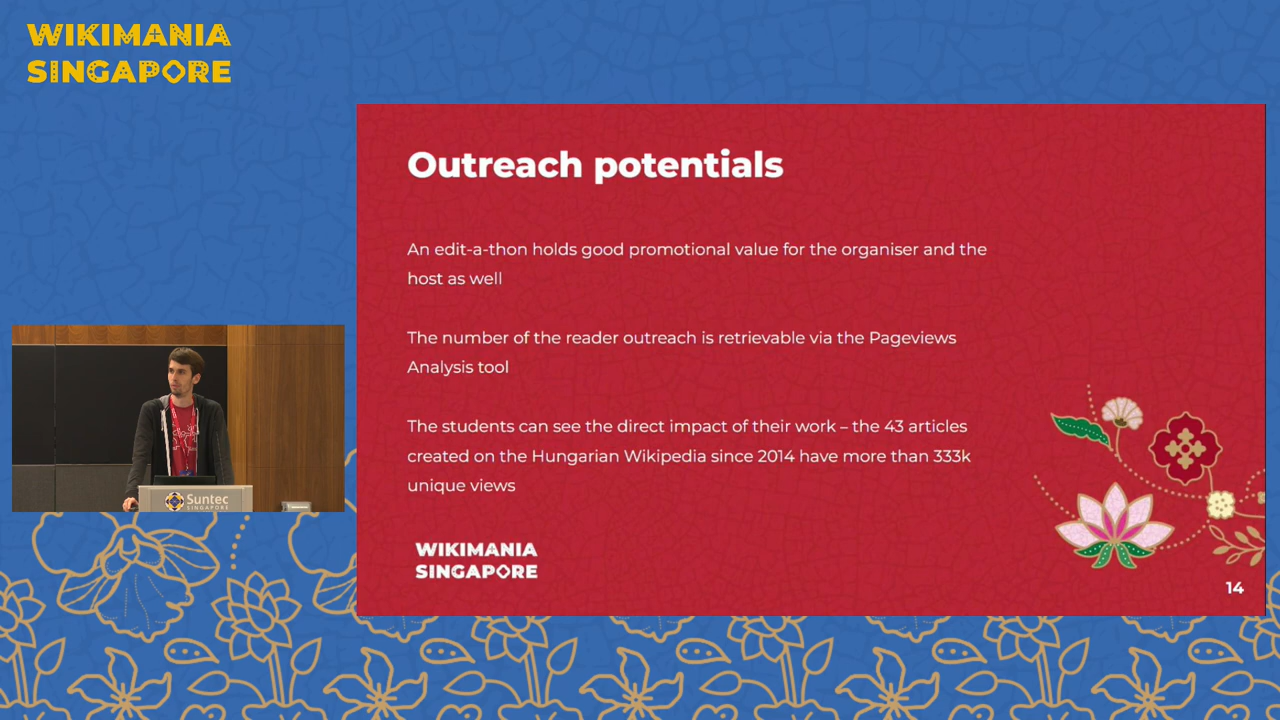 WIKIMANIA
SINGAPORE
Outreach potentials
An edit-a-thon holds good promotional value for the organiser and the
host as well
The number of the reader outreach is retrievable via the Pageviews
Analysis tool
The students can see the direct impact of their work – the 43 articles
created on the Hungarian Wikipedia since 2014 have more than 333k
unique views
WIKIMANIA
SINGAPORE
14
Suntec
SINGAPORE